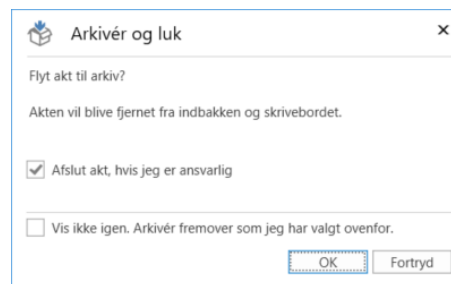 Arkivér og luk
Flyt akt til arkiv?
Akten vil blive fjernet fra indbakken og skrivebordet.
Afslut akt, hvis jeg er ansvarlig
Vis ikke igen. Arkivér fremover som jeg har valgt ovenfor.
OK Fortryd